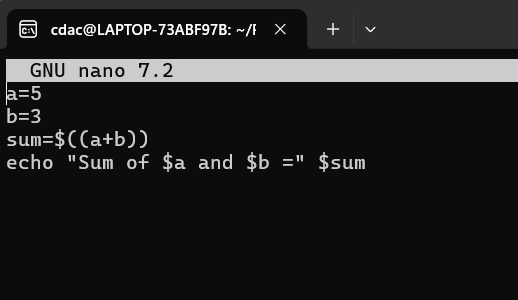 cdac@LAPTOP-73ABF97B: ~/
GNU nano 7.2
a=5
b=3
sum=$((a+b))
echo "Sum of $a and $b =" $sum